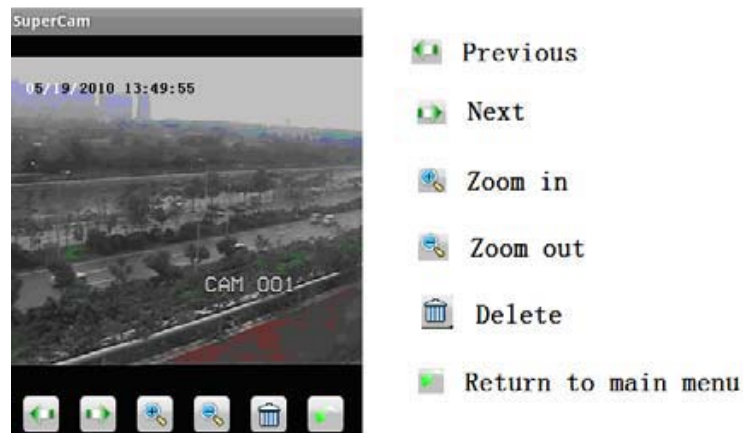 SuperCam
05/19/2010 13:49:55
CAM 001
Previous
Next
Zoom in
Zoom out
Delete
Return to main menu